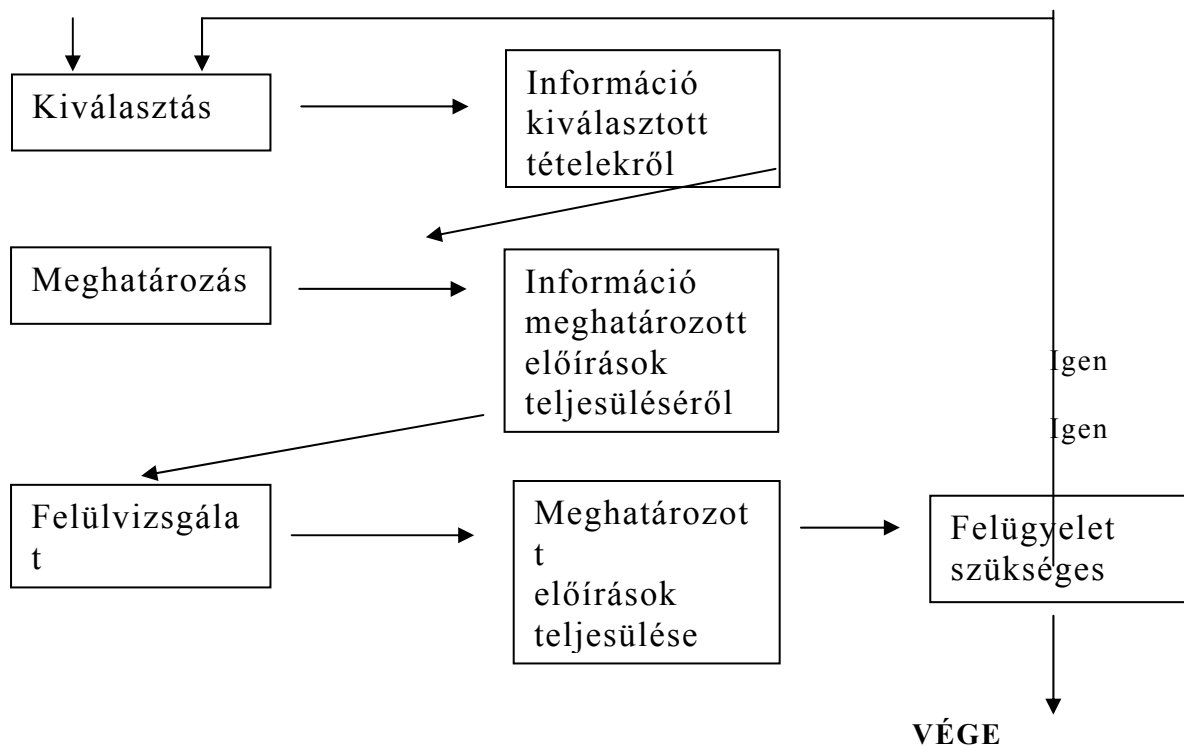 Kiválasztás
Információ
kiválasztott
tételekről
Meghatározás
Információ
meghatározott
előírások
teljesüléséről
Igen
Igen
Felülvizsgála
t
Meghatározot
t
előírások
teljesülése
Felügyelet
szükséges
VÉGE